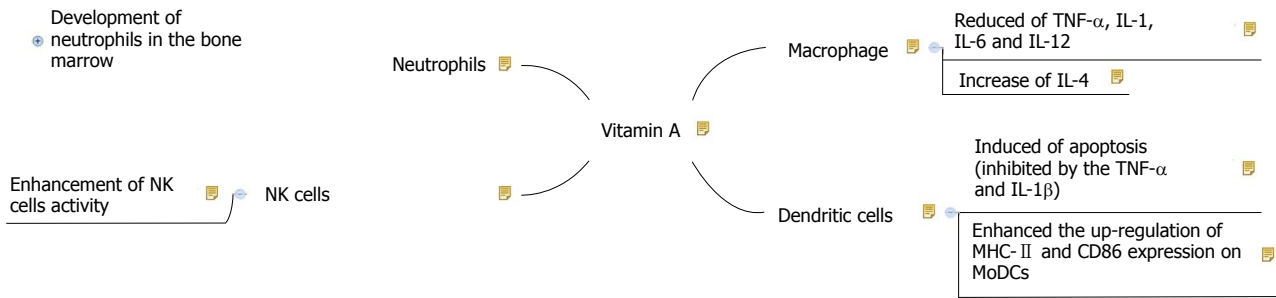 Development of
neutrophils in the bone
marrow
Neutrophils
Enhancement of NK
cells activity
NK cells
Vitamin A
Macrophage
Reduced of TNF-α, IL-1,
IL-6 and IL-12
Increase of IL-4
Dendritic cells
Induced of apoptosis
(inhibited by the TNF-α
and IL-1β)
Enhanced the up-regulation of
MHC-Ⅱ and CD86 expression on
MoDCs